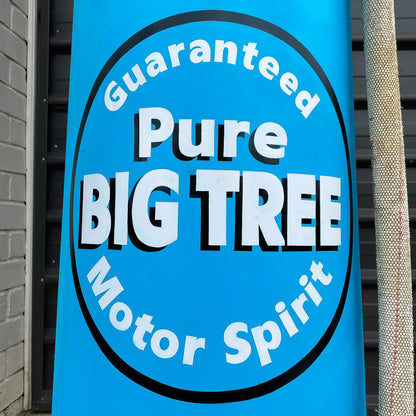 Guaranteed
Pure
BIG TREE
Motor Spirit